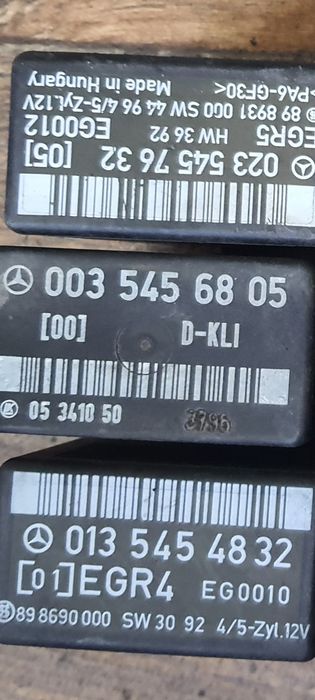 023 545 76 32 [05]
EGR5 HW 36 92 EG0012
89 8931 000 SW 44 96 4/5-Zyl.12V
>PA6-GF30< Made in Hungary
003 545 68 05
[00] D-KLI
05 3410 50
013 545 48 32
[01] EGR4 EG0010
89 8690 000 SW 30 92 4/5-Zyl.12V